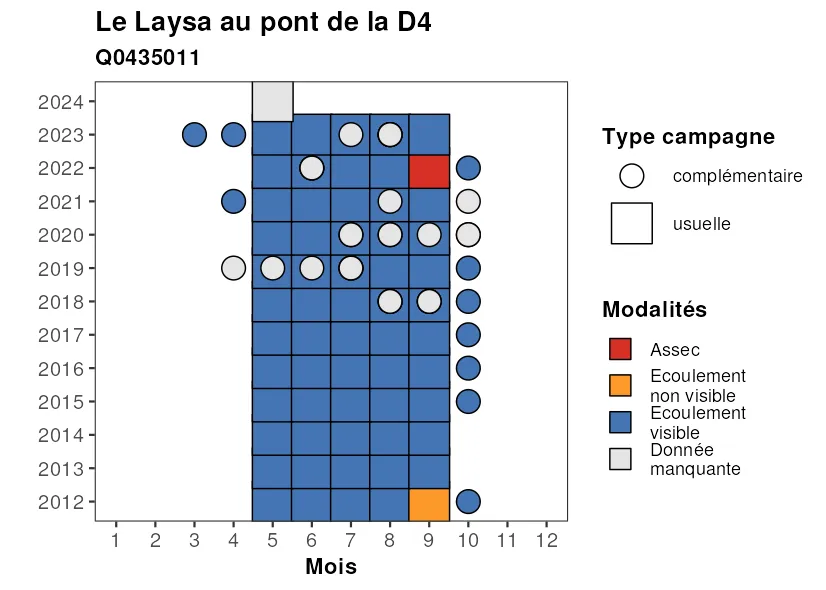 Le Laysa au pont de la D4
Q0435011
2024
2023
2022
2021
2020
2019
2018
2017
2016
2015
2014
2013
2012
1 2 3 4 5 6 7 8 9 10 11 12
Mois
Type campagne
complémentaire
usuelle
Modalités
Assec
Ecoulement
non visible
Ecoulement
visible
Donnée
manquante